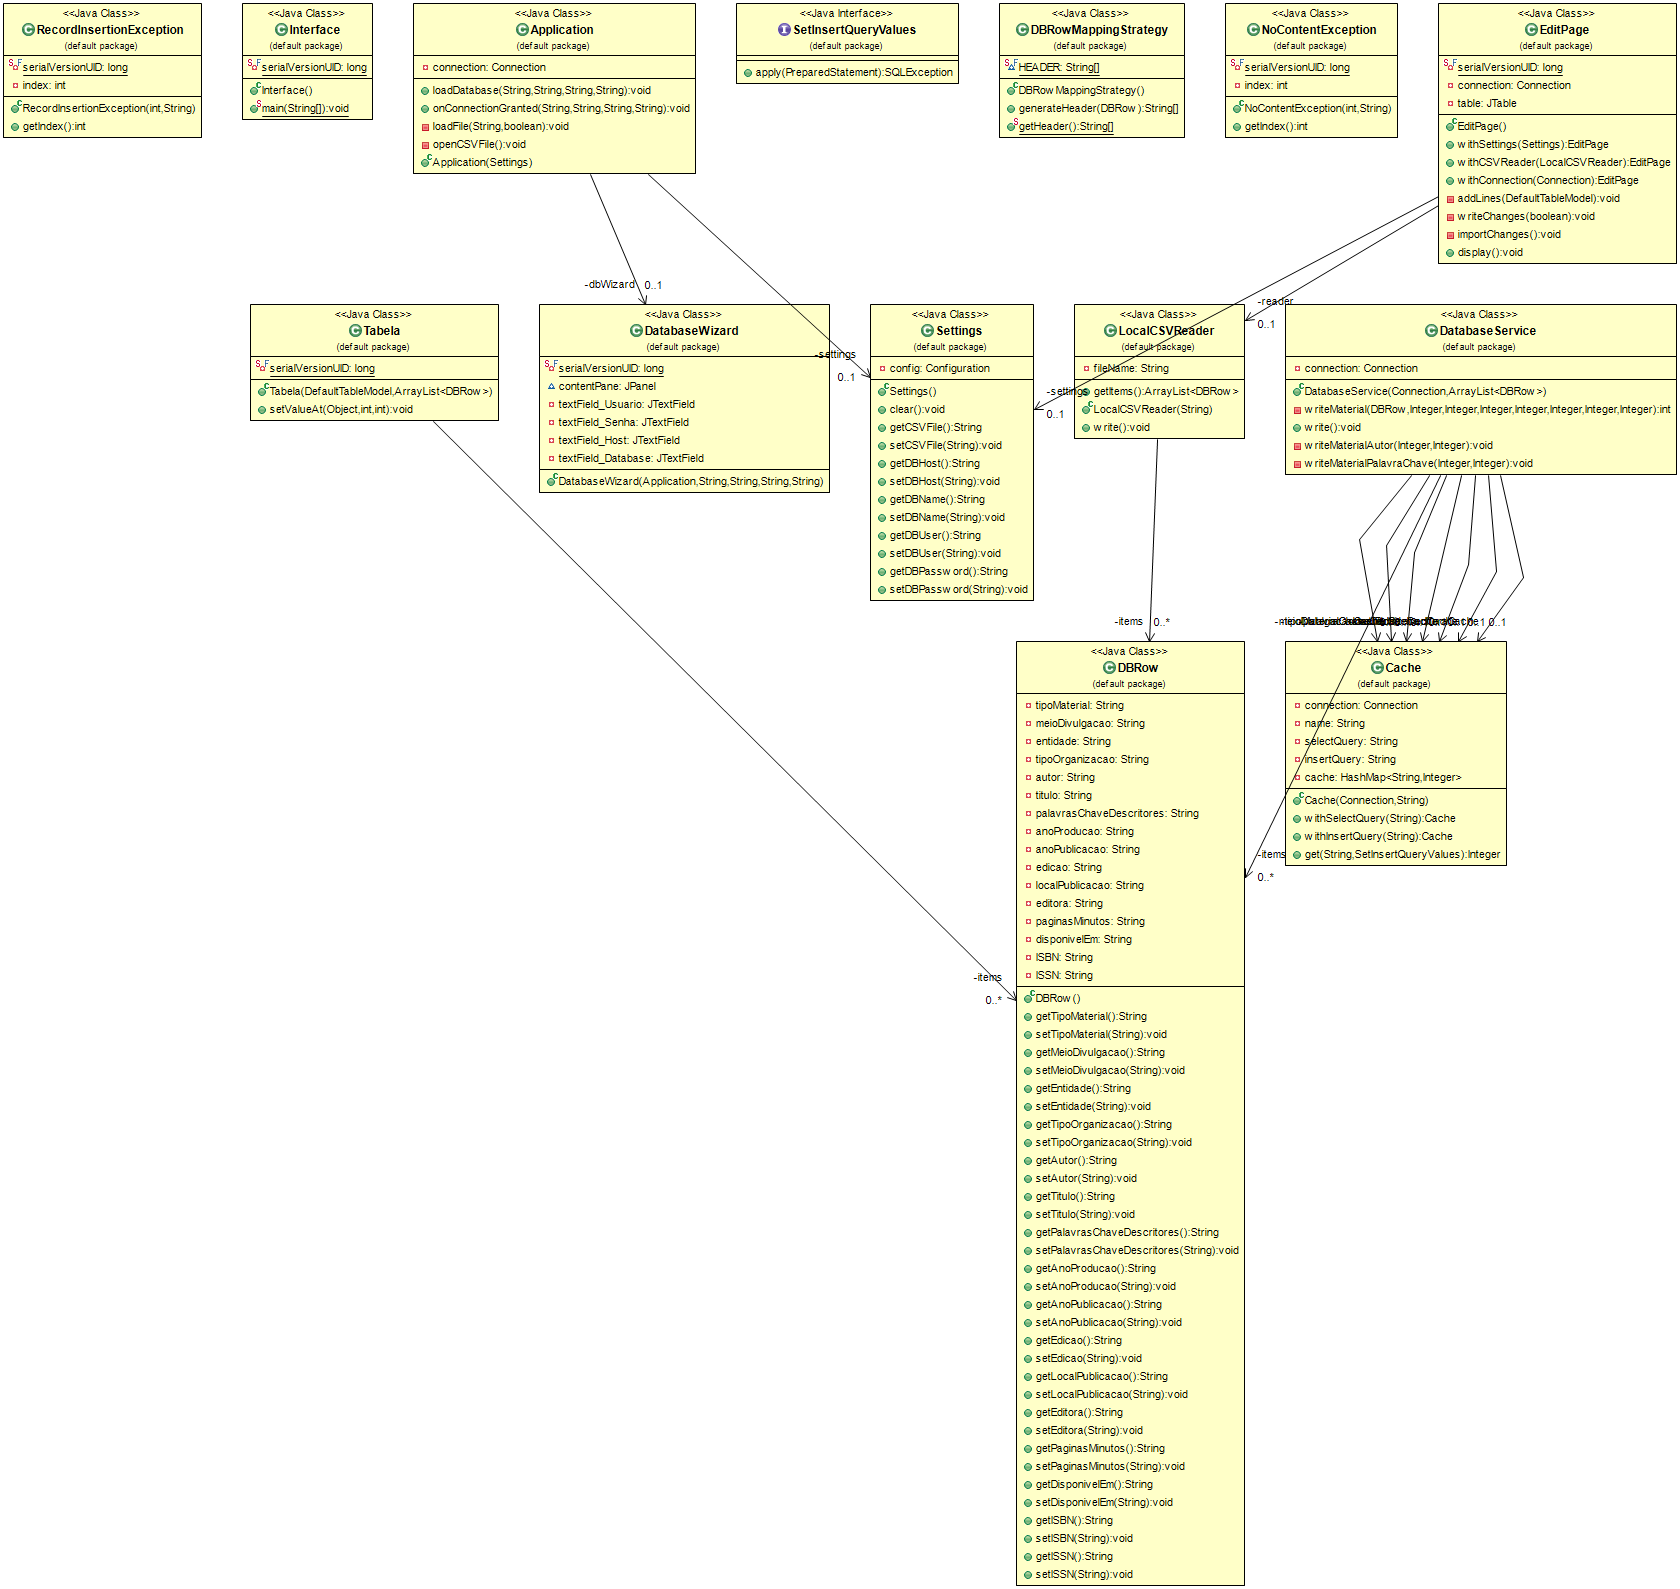 <<Java Class>>
RecordInsertionException
(default package)
serialVersionUID: long
index: int
RecordInsertionException(int,String)
getIndex():int
<<Java Class>>
Interface
(default package)
serialVersionUID: long
Interface()
main(String[]):void
<<Java Class>>
Application
(default package)
connection: Connection
loadDatabase(String,String,String,String):void
onConnectionGranted(String,String,String,String):void
loadFile(String,boolean):void
openCSVFile():void
Application(Settings)
<<Java Interface>>
SetInsertQueryValues
(default package)
apply(PreparedStatement):SQLException
<<Java Class>>
DBRowMappingStrategy
(default package)
HEADER: String[]
DBRowMappingStrategy()
generateHeader(DBRow):String[]
getHeader():String[]
<<Java Class>>
NoContentException
(default package)
serialVersionUID: long
index: int
NoContentException(int,String)
getIndex():int
<<Java Class>>
EditPage
(default package)
serialVersionUID: long
connection: Connection
table: JTable
EditPage()
withSettings(Settings):EditPage
withCSVReader(LocalCSVReader):EditPage
withConnection(Connection):EditPage
addLines(DefaultTableModel):void
writeChanges(boolean):void
importChanges():void
display():void
-dbWizard 0..1
-settings
0..1
-reader
0..1
-settings
0..1
<<Java Class>>
Tabela
(default package)
serialVersionUID: long
Tabela(DefaultTableModel,ArrayList<DBRow>)
setValueAt(Object,int,int):void
<<Java Class>>
DatabaseWizard
(default package)
serialVersionUID: long
contentPane: JPanel
textField_Usuario: JTextField
textField_Senha: JTextField
textField_Host: JTextField
textField_Database: JTextField
DatabaseWizard(Application,String,String,String,String)
<<Java Class>>
Settings
(default package)
config: Configuration
Settings()
clear():void
getCSVFile():String
setCSVFile(String):void
getDBHost():String
setDBHost(String):void
getDBName():String
setDBName(String):void
getDBUser():String
setDBUser(String):void
getDBPassword():String
setDBPassword(String):void
<<Java Class>>
LocalCSVReader
(default package)
fileName: String
getItems():ArrayList<DBRow>
LocalCSVReader(String)
write():void
<<Java Class>>
DatabaseService
(default package)
connection: Connection
DatabaseService(Connection,ArrayList<DBRow>)
writeMaterial(DBRow,Integer,Integer,Integer,Integer,Integer,Integer,Integer):int
write():void
writeMaterialAutor(Integer,Integer):void
writeMaterialPalavraChave(Integer,Integer):void
-items 0..*
0..1
-items
0..*
-items
0..*
<<Java Class>>
DBRow
(default package)
tipoMaterial: String
meioDivulgacao: String
entidade: String
tipoOrganizacao: String
autor: String
titulo: String
palavrasChaveDescritores: String
anoProducao: String
anoPublicacao: String
edicao: String
localPublicacao: String
editora: String
paginasMinutos: String
disponivelEm: String
ISBN: String
ISSN: String
DBRow()
getTipoMaterial():String
setTipoMaterial(String):void
getMeioDivulgacao():String
setMeioDivulgacao(String):void
getEntidade():String
setEntidade(String):void
getTipoOrganizacao():String
setTipoOrganizacao(String):void
getAutor():String
setAutor(String):void
getTitulo():String
setTitulo(String):void
getPalavrasChaveDescritores():String
setPalavrasChaveDescritores(String):void
getAnoProducao():String
setAnoProducao(String):void
getAnoPublicacao():String
setAnoPublicacao(String):void
getEdicao():String
setEdicao(String):void
getLocalPublicacao():String
setLocalPublicacao(String):void
getEditora():String
setEditora(String):void
getPaginasMinutos():String
setPaginasMinutos(String):void
getDisponivelEm():String
setDisponivelEm(String):void
getISBN():String
setISBN(String):void
getISSN():String
setISSN(String):void
<<Java Class>>
Cache
(default package)
connection: Connection
name: String
selectQuery: String
insertQuery: String
cache: HashMap<String,Integer>
Cache(Connection,String)
withSelectQuery(String):Cache
withInsertQuery(String):Cache
get(String,SetInsertQueryValues):Integer